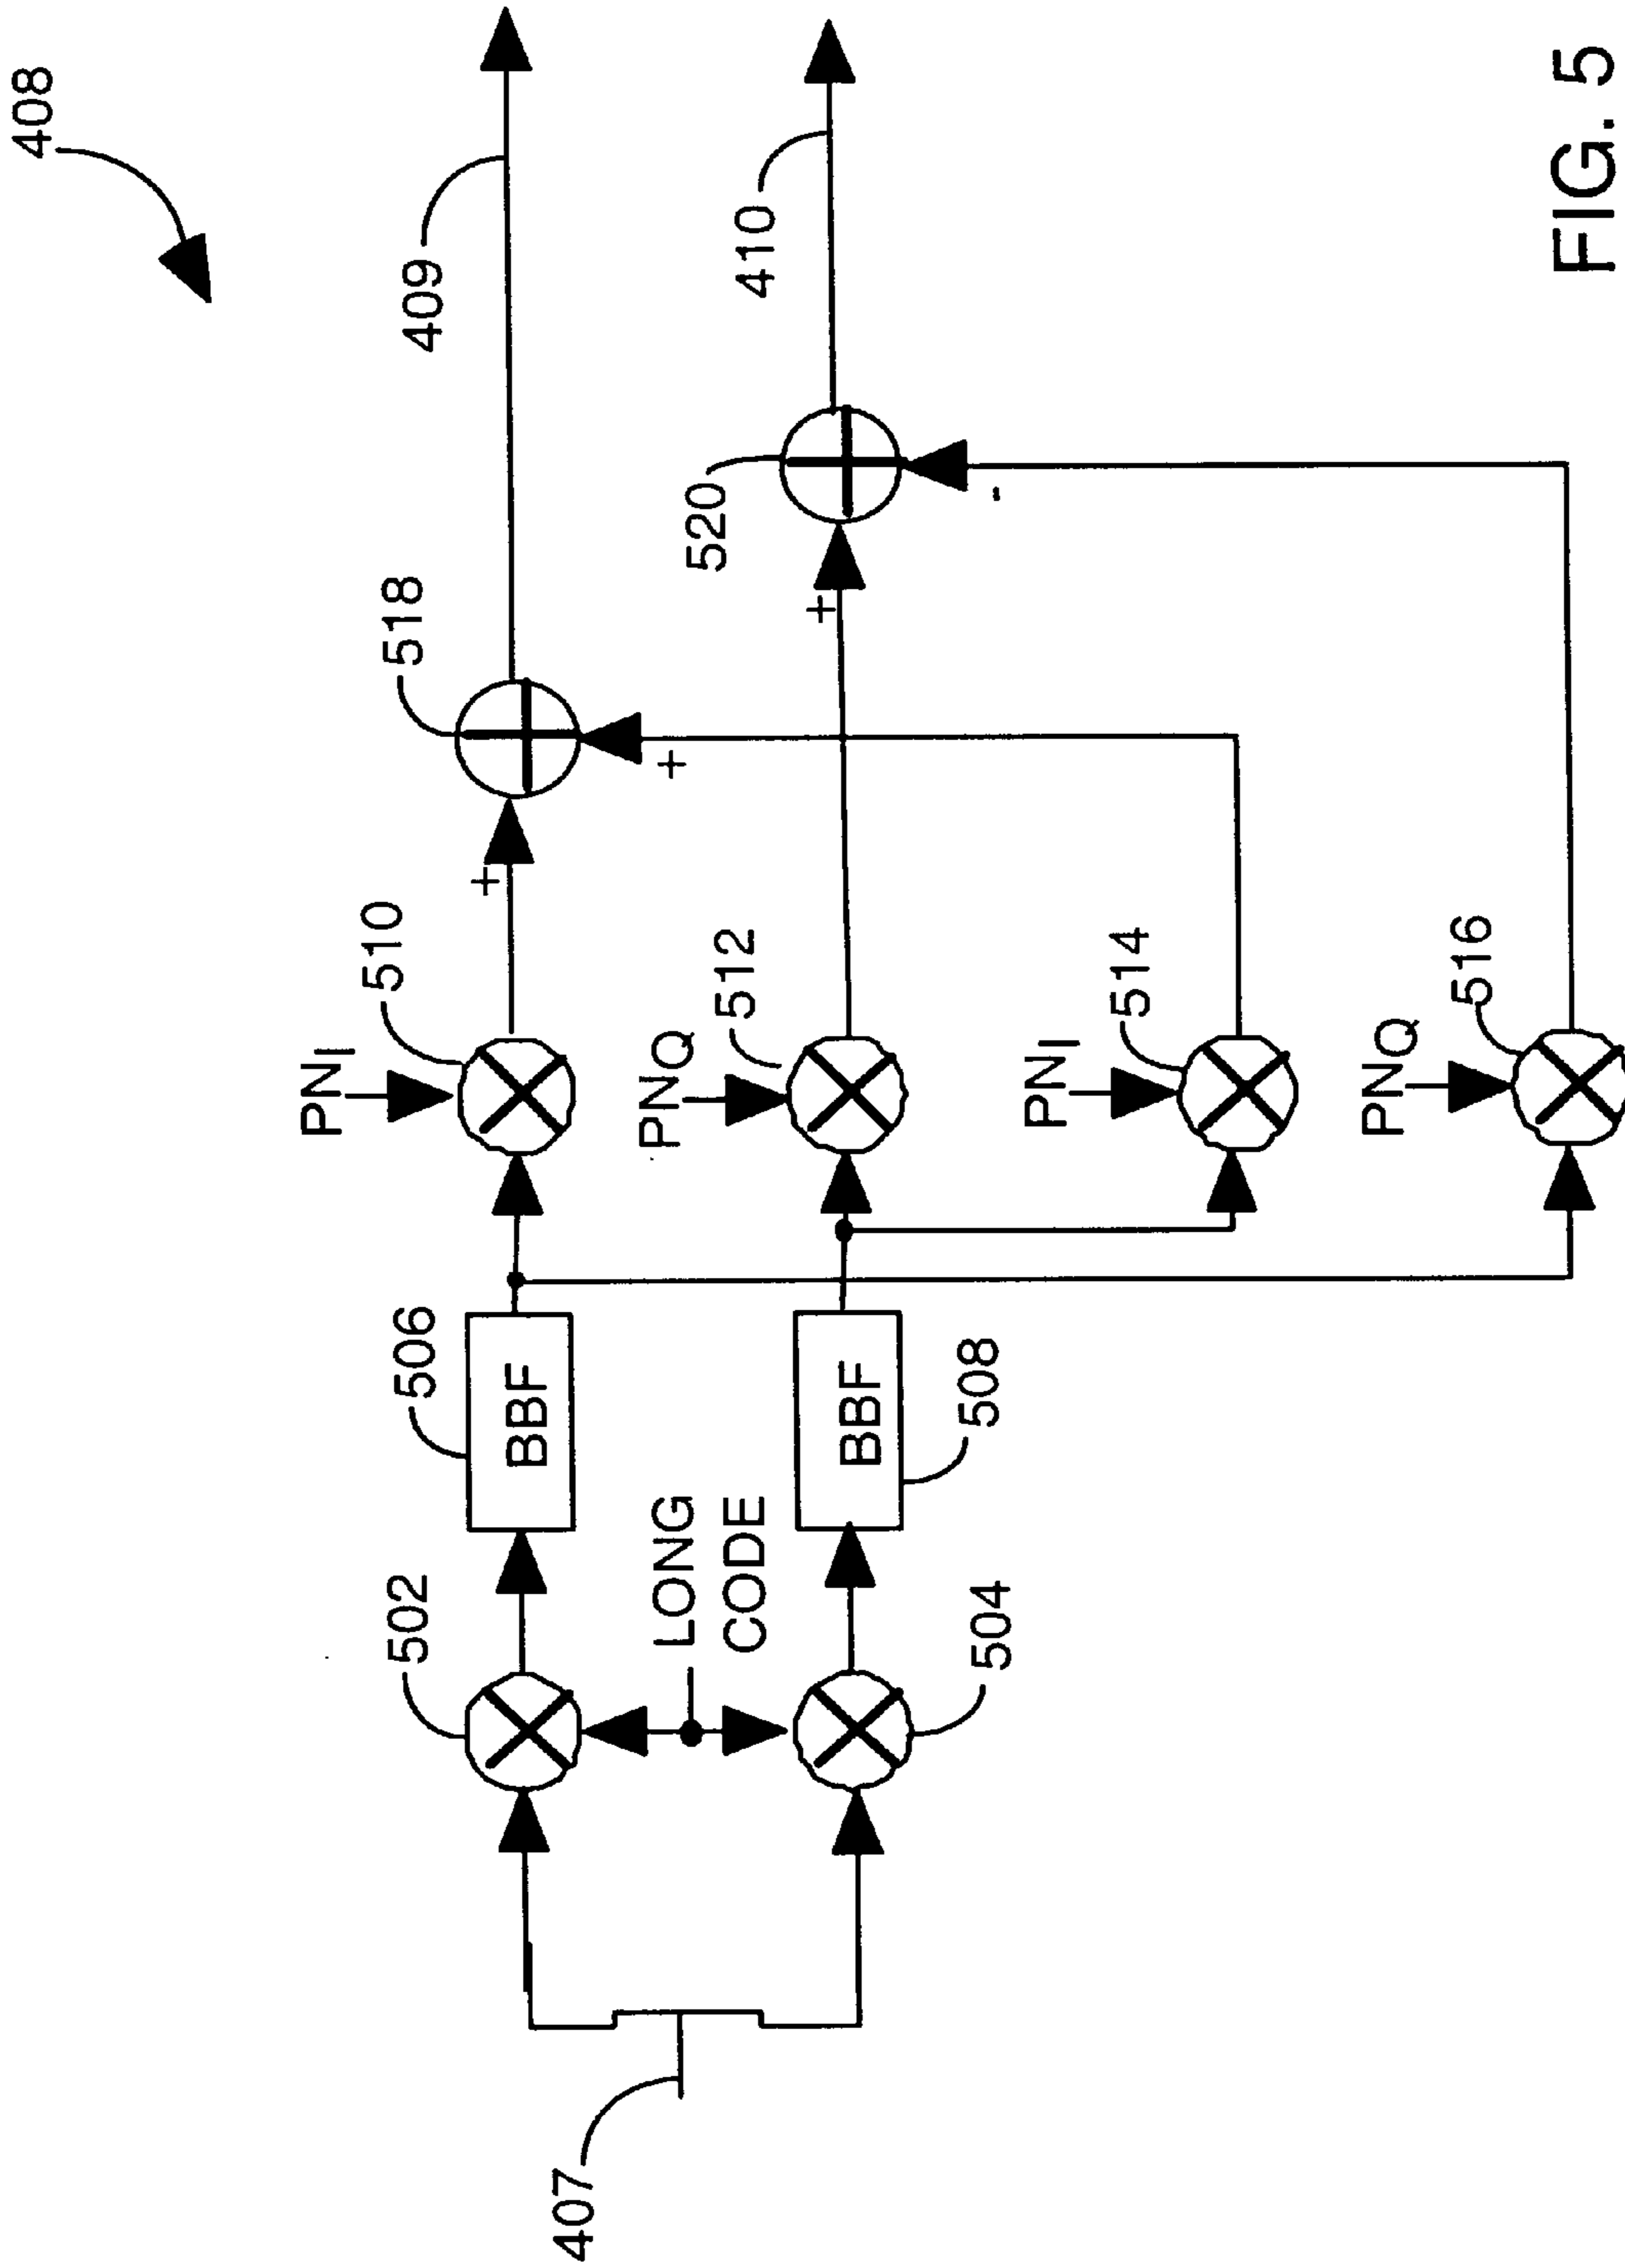 408
409
410
518
520
510
PNI
512
PNQ
514
PNI
516
PNQ
506
BBF
BBF
508
502
LONG
CODE
504
407
+
+
+
-
FIG. 5